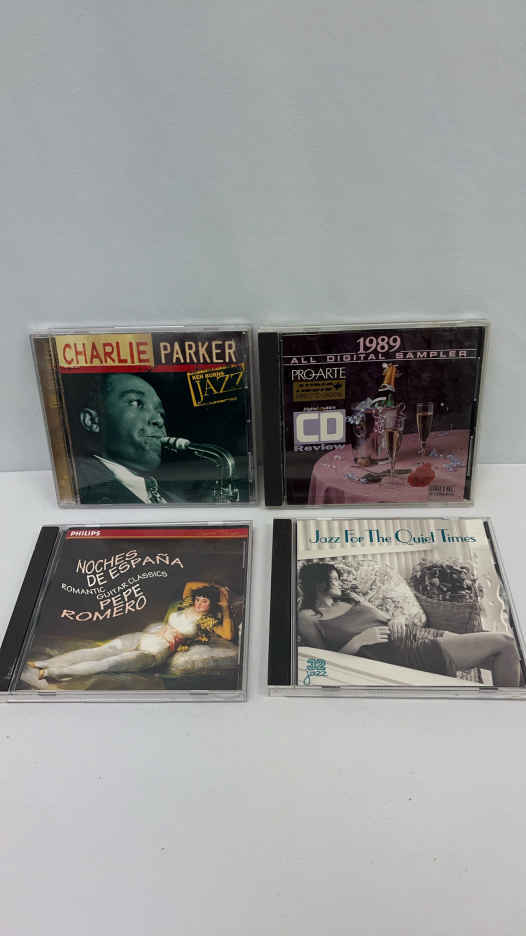 CHARLIE PARKER
KEN BURNS
JAZZ
1989
ALL DIGITAL SAMPLER
PRO-ARTE
AUDIO+
CD
Review
PHILIPS
NOCHES
DE ESPAÑA
ROMANTIC
GUITAR CLASSICS
PEPE
ROMERO
Jazz For The Quiet Times
32
jazz